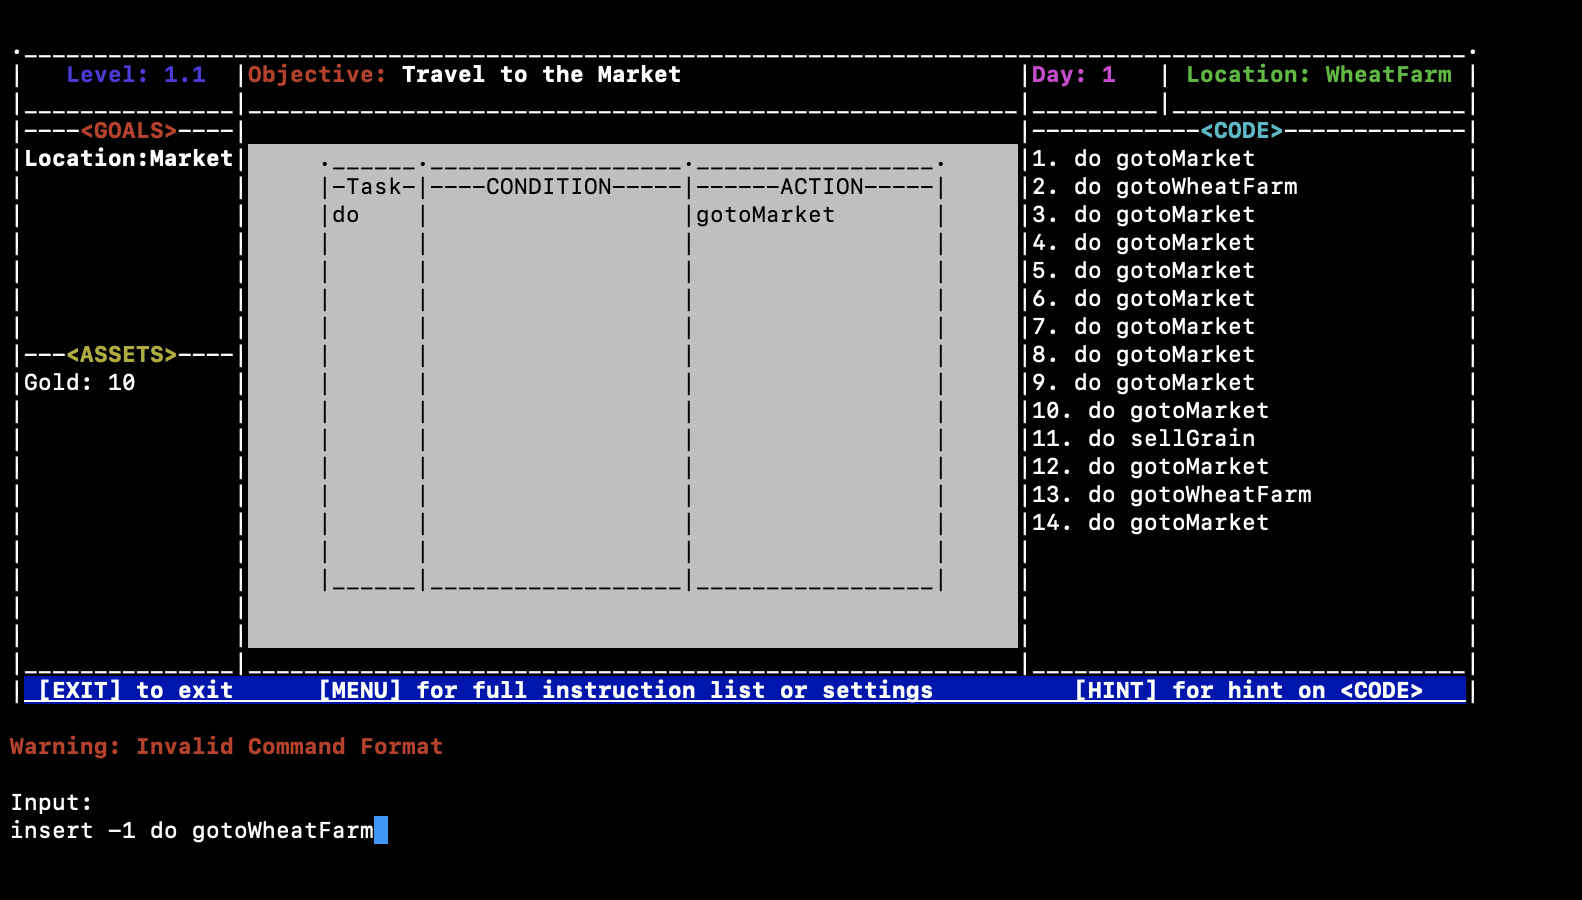 Level: 1.1
Objective: Travel to the Market
Day: 1
Location: WheatFarm
----<GOALS>----
Location:Market
---<ASSETS>----
Gold: 10
-Task-|----CONDITION-----|------ACTION-----
do gotoMarket
------------<CODE>-------------
1. do gotoMarket
2. do gotoWheatFarm
3. do gotoMarket
4. do gotoMarket
5. do gotoMarket
6. do gotoMarket
7. do gotoMarket
8. do gotoMarket
9. do gotoMarket
10. do gotoMarket
11. do sellGrain
12. do gotoMarket
13. do gotoWheatFarm
14. do gotoMarket
[EXIT] to exit [MENU] for full instruction list or settings [HINT] for hint on <CODE>
Warning: Invalid Command Format
Input:
insert -1 do gotoWheatFarm